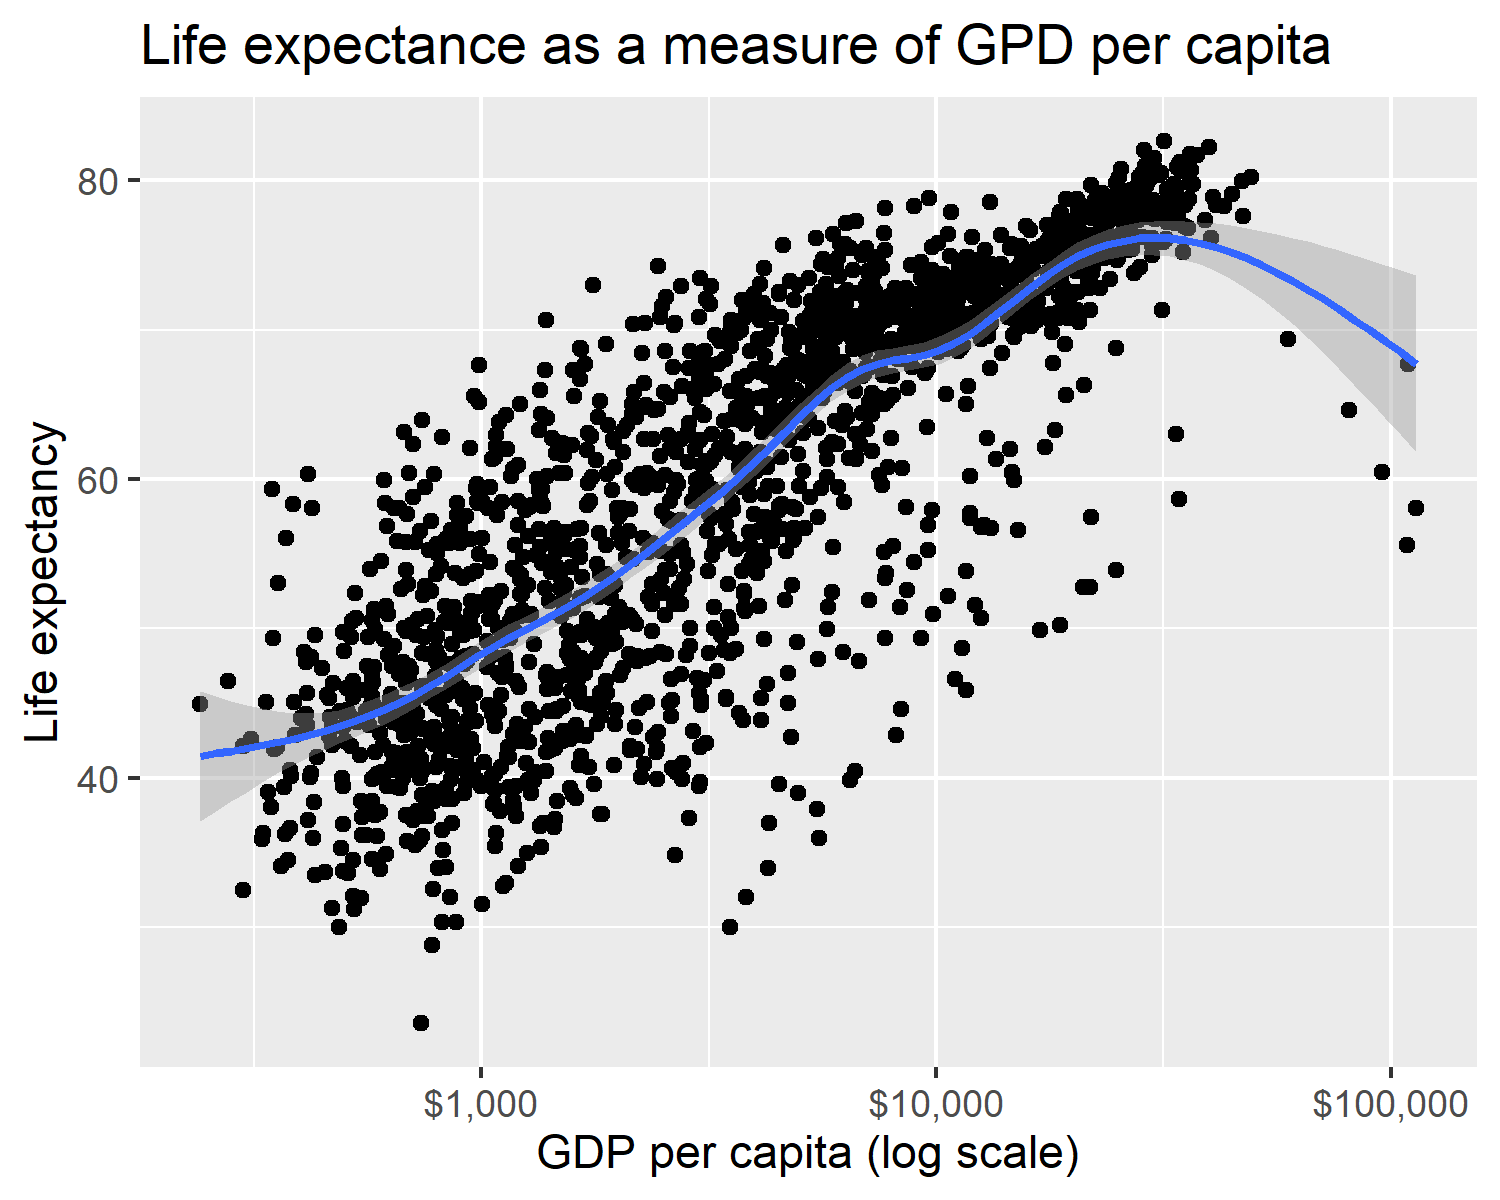 Life expectance as a measure of GPD per capita
Life expectancy
80
60
40
$1,000
$10,000
$100,000
GDP per capita (log scale)